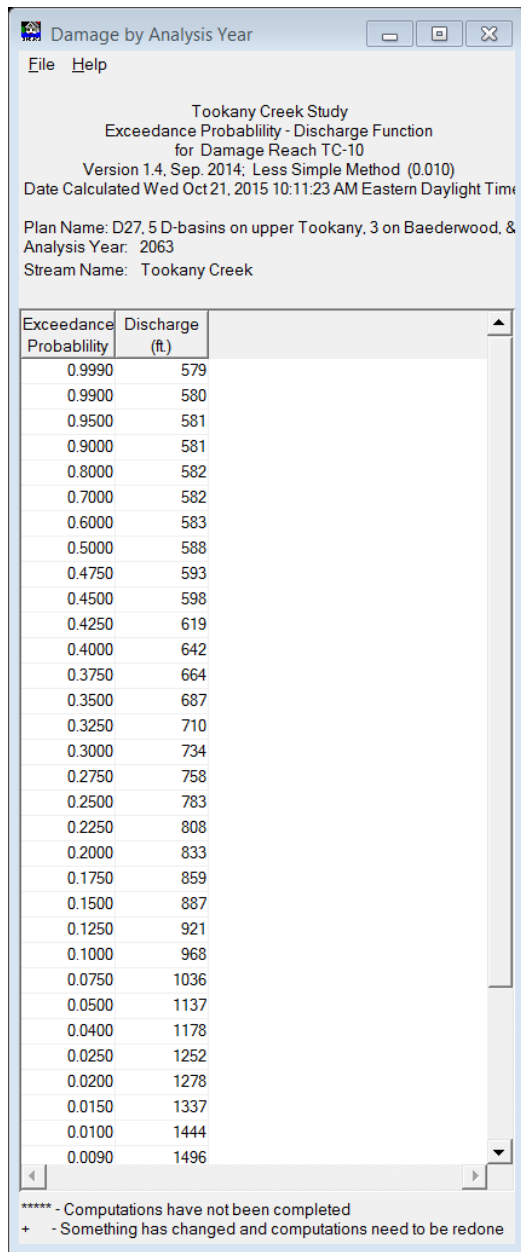 Damage by Analysis Year
File Help
Tookany Creek Study
Exceedance Probablility - Discharge Function
for Damage Reach TC-10
Version 1.4, Sep. 2014; Less Simple Method (0.010)
Date Calculated Wed Oct 21, 2015 10:11:23 AM Eastern Daylight Time
Plan Name: D27, 5 D-basins on upper Tookany, 3 on Baederwood, &
Analysis Year: 2063
Stream Name: Tookany Creek
Exceedance Discharge
Probablility (ft.)
0.9990 579
0.9900 580
0.9500 581
0.9000 581
0.8000 582
0.7000 582
0.6000 583
0.5000 588
0.4750 593
0.4500 598
0.4250 619
0.4000 642
0.3750 664
0.3500 687
0.3250 710
0.3000 734
0.2750 758
0.2500 783
0.2250 808
0.2000 833
0.1750 859
0.1500 887
0.1250 921
0.1000 968
0.0750 1036
0.0500 1137
0.0400 1178
0.0250 1252
0.0200 1278
0.0150 1337
0.0100 1444
0.0090 1496
***** - Computations have not been completed
+ - Something has changed and computations need to be redone